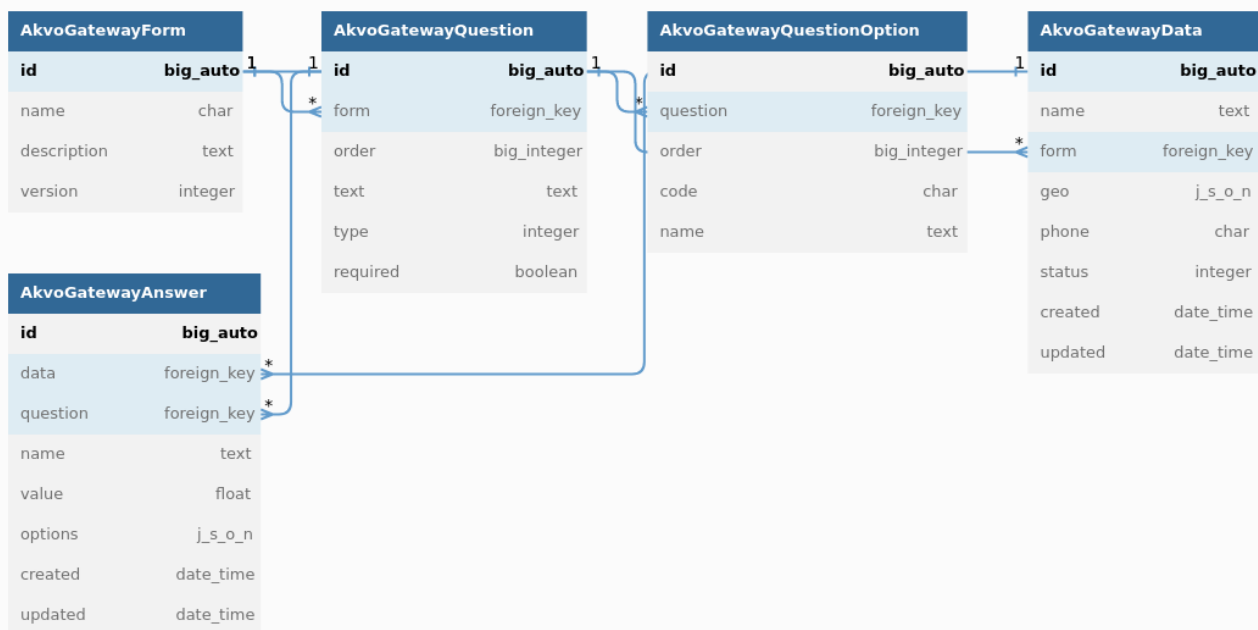 AkvoGatewayForm
id big_auto
name char
description text
version integer
AkvoGatewayQuestion
id big_auto
form foreign_key
order big_integer
text text
type integer
required boolean
AkvoGatewayQuestionOption
id big_auto
question foreign_key
order big_integer
code char
name text
AkvoGatewayData
id big_auto
name text
form foreign_key
geo j_s_o_n
phone char
status integer
created date_time
updated date_time
AkvoGatewayAnswer
id big_auto
data foreign_key
question foreign_key
name text
value float
options j_s_o_n
created date_time
updated date_time
1
1
*
1
*
1
*
*
*